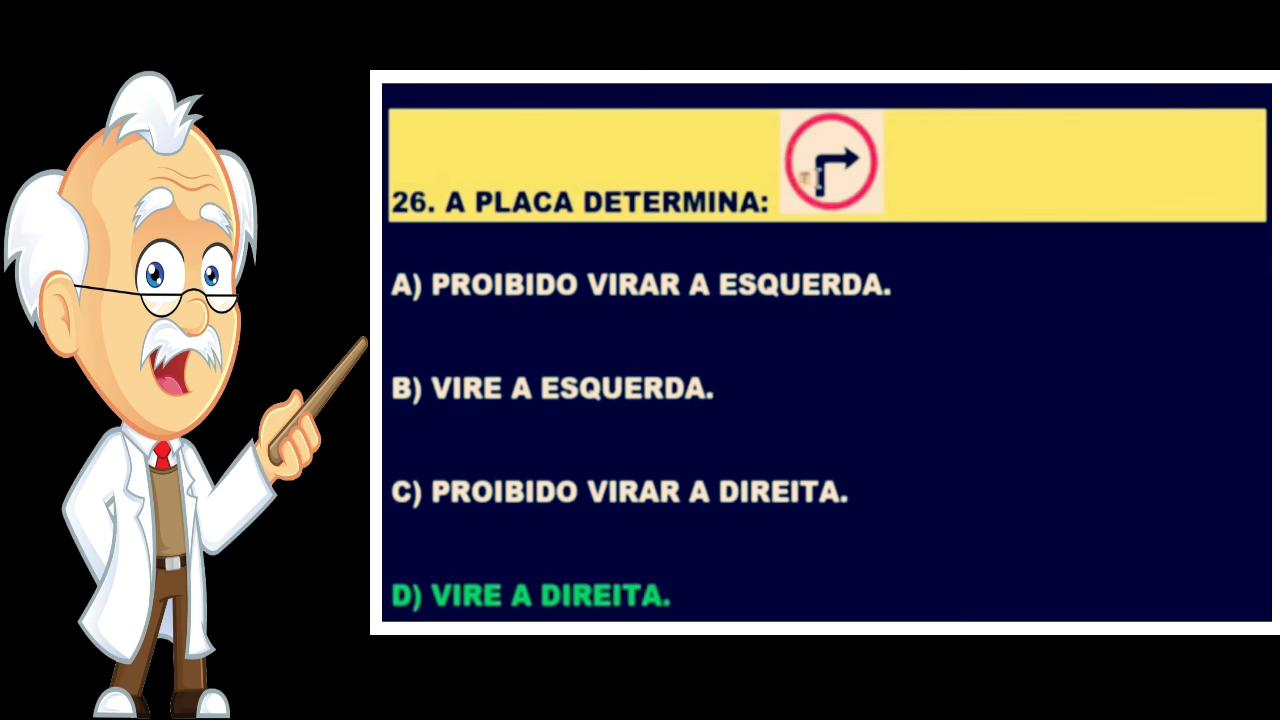 26. A PLACA DETERMINA:
A) PROIBIDO VIRAR A ESQUERDA.
B) VIRE A ESQUERDA.
C) PROIBIDO VIRAR A DIREITA.
D) VIRE A DIREITA.